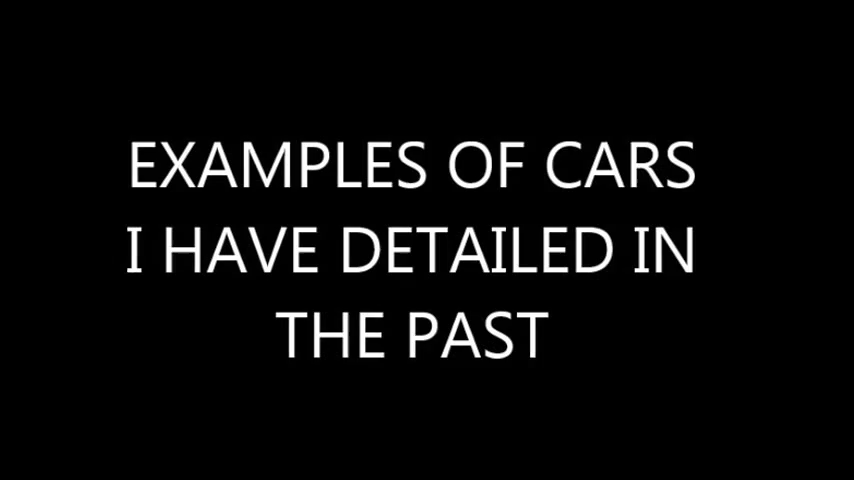 EXAMPLES OF CARS
I HAVE DETAILED IN
THE PAST